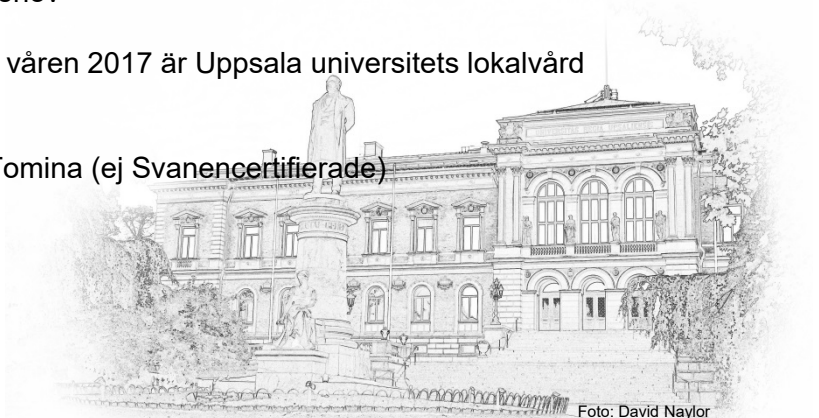 våren 2017 är Uppsala universitets lokalvård
Tomina (ej Svanencertifierade)
Foto: David Naylor